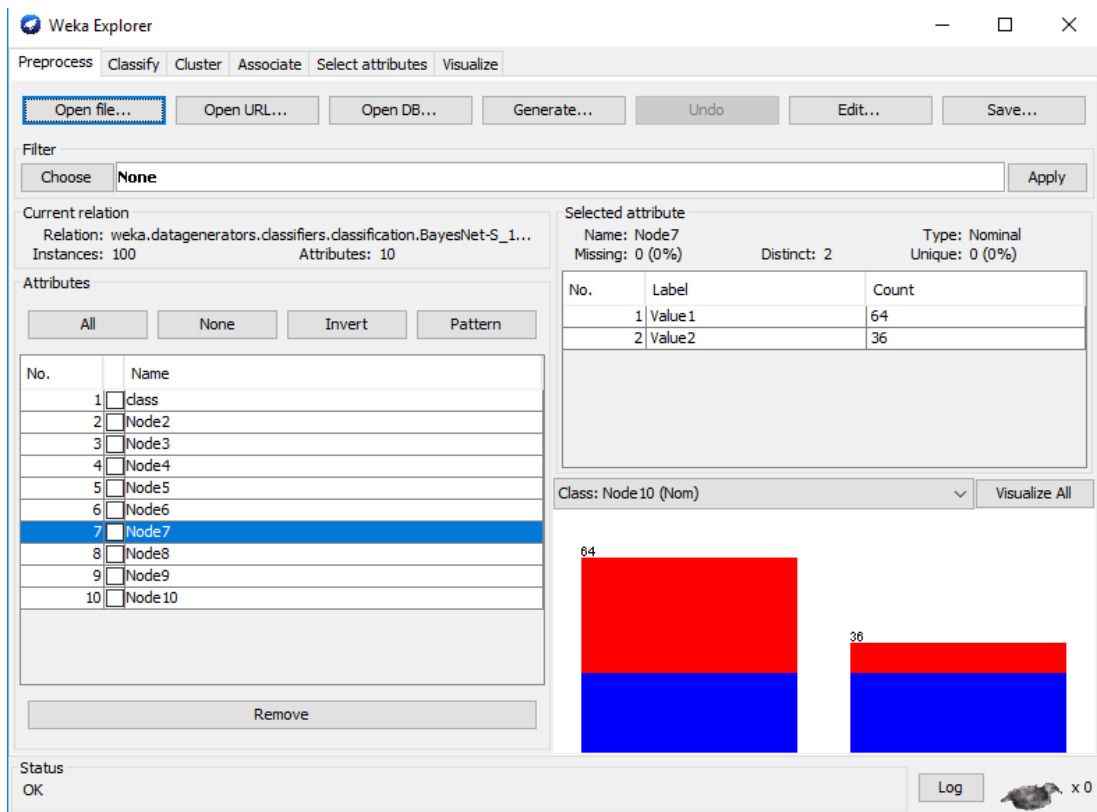 Weka Explorer
Preprocess Classify Cluster Associate Select attributes Visualize
Open file... Open URL... Open DB... Generate... Undo Edit... Save...
Filter
Choose None Apply
Current relation
Relation: weka.datagenerators.classifiers.classification.BayesNet-S_1...
Instances: 100 Attributes: 10
Attributes
All None Invert Pattern
No. Name
1 class
2 Node2
3 Node3
4 Node4
5 Node5
6 Node6
7 Node7
8 Node8
9 Node9
10 Node10
Remove
Selected attribute
Name: Node7 Type: Nominal
Missing: 0 (0%) Distinct: 2 Unique: 0 (0%)
No. Label Count
1 Value1 64
2 Value2 36
Class: Node10 (Nom) Visualize All
64
36
Status
OK
Log x 0